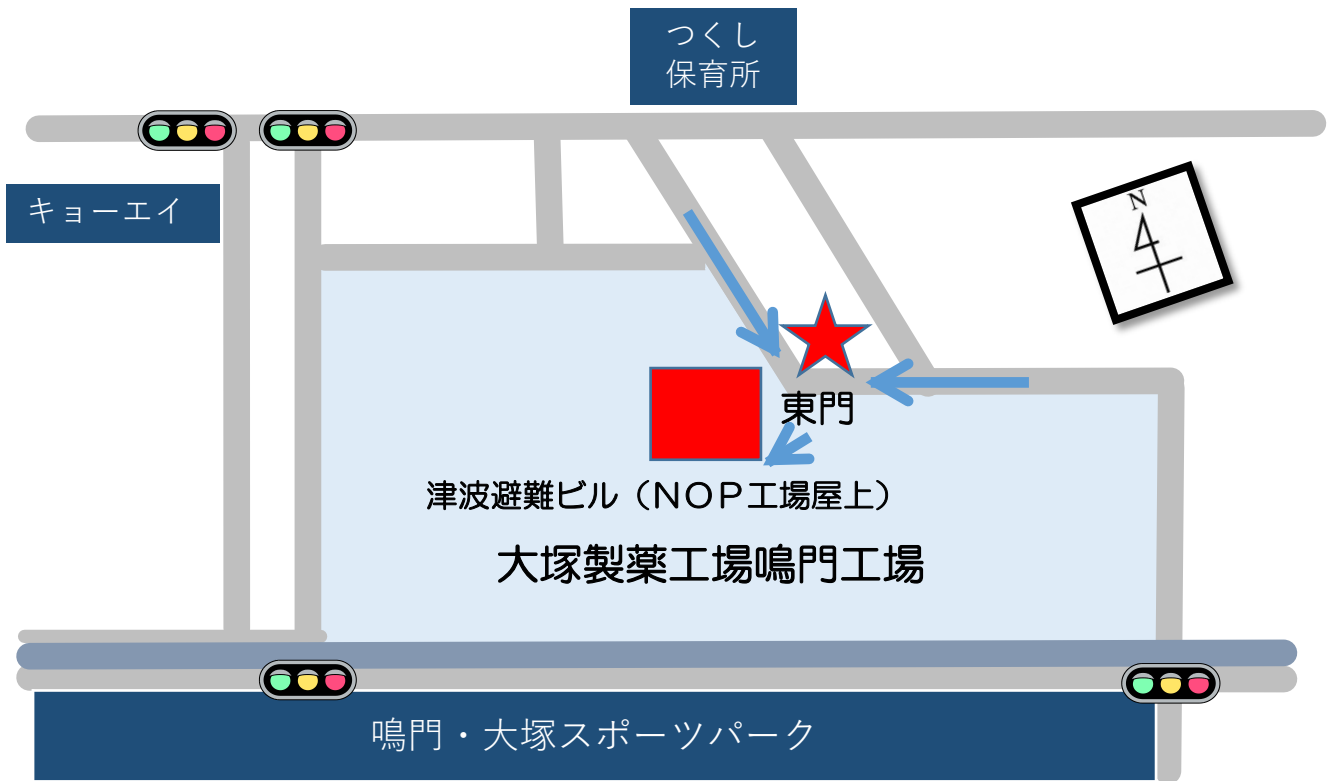 つくし
保育所
キョーエイ
N
東門
津波避難ビル（ＮＯＰ工場屋上）
大塚製薬工場鳴門工場
鳴門・大塚スポーツパーク